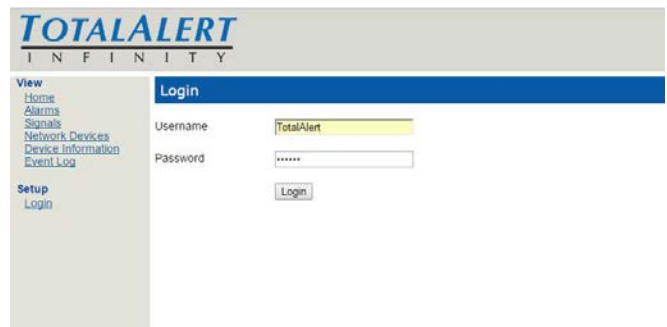 TOTALALERT
INFINITY
View
Home
Alarms
Signals
Network Devices
Device Information
Event Log
Setup
Login
Login
Username
TotalAlert
Password
••••••
Login